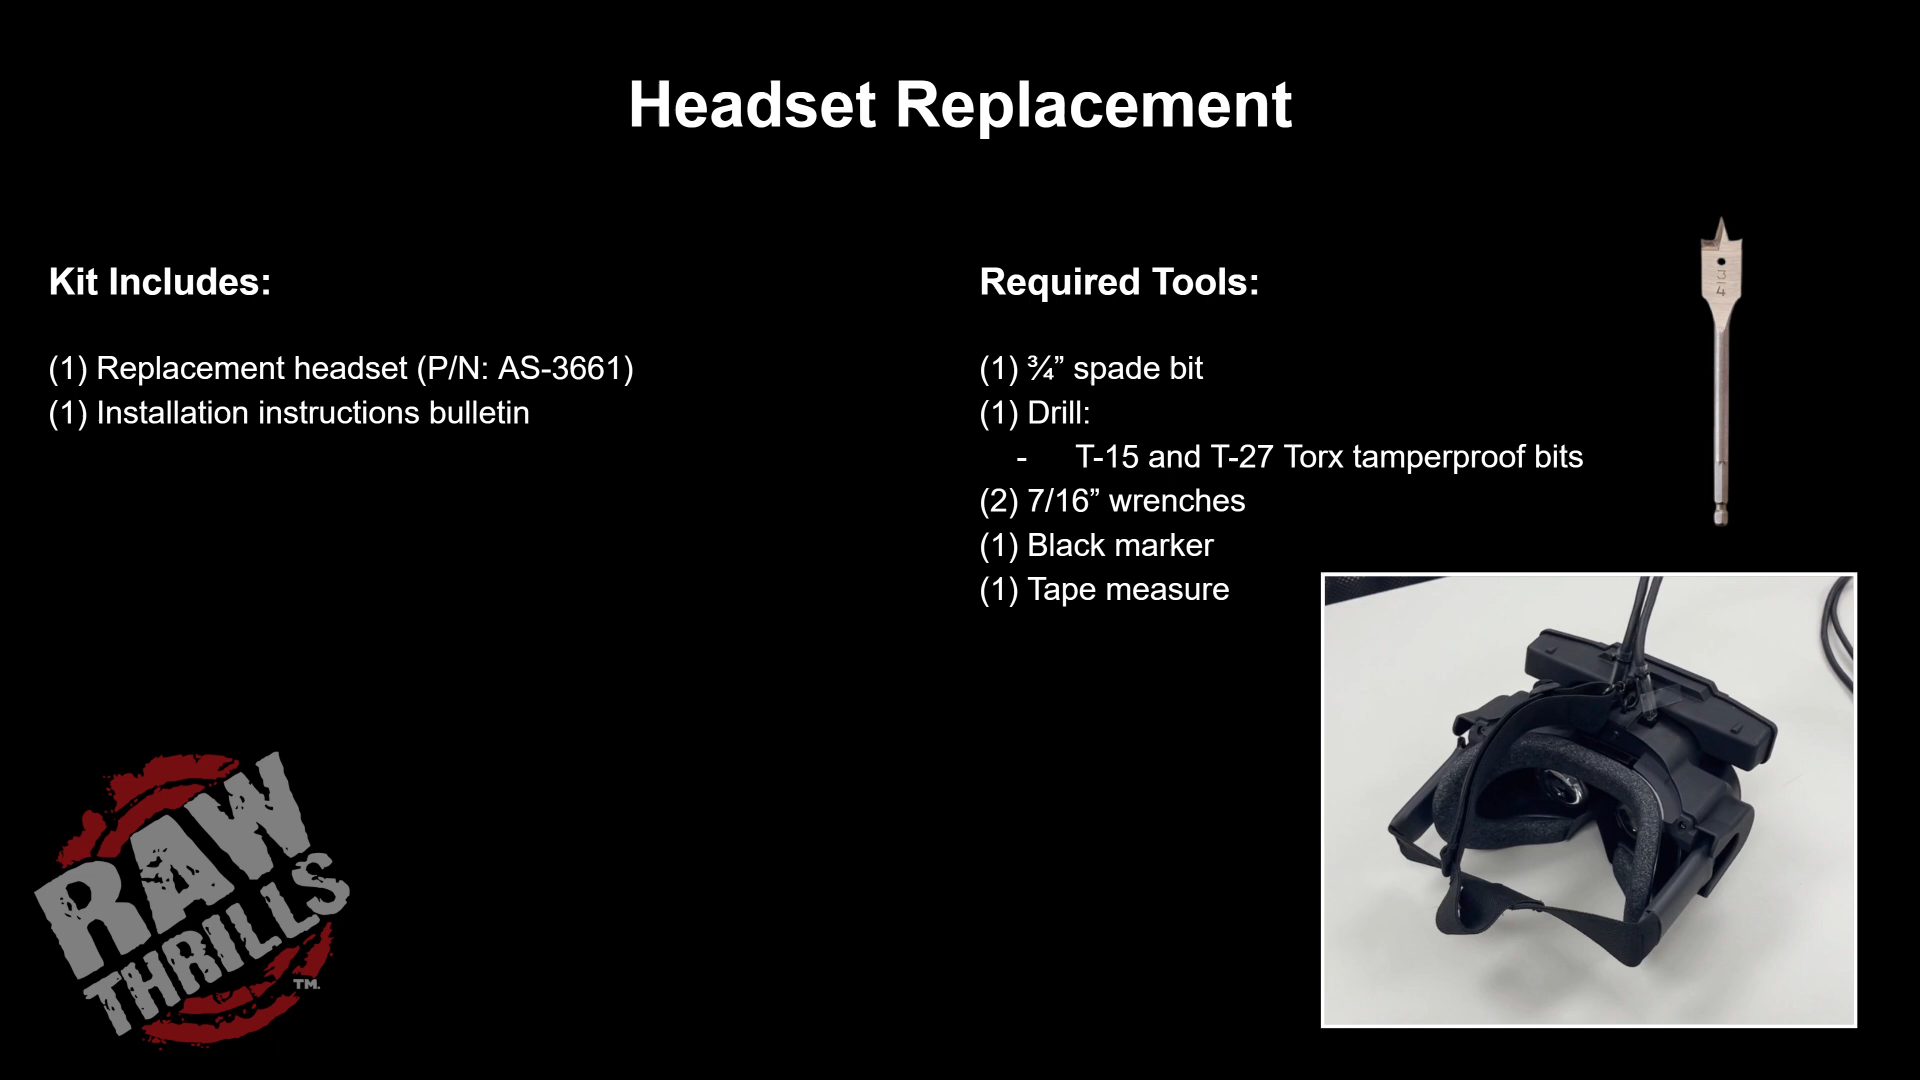 Headset Replacement
Kit Includes:
(1) Replacement headset (P/N: AS-3661)
(1) Installation instructions bulletin
Required Tools:
(1) ¾” spade bit
(1) Drill:
- T-15 and T-27 Torx tamperproof bits
(2) 7/16” wrenches
(1) Black marker
(1) Tape measure
3/4
RAW
THRILLS
TM.